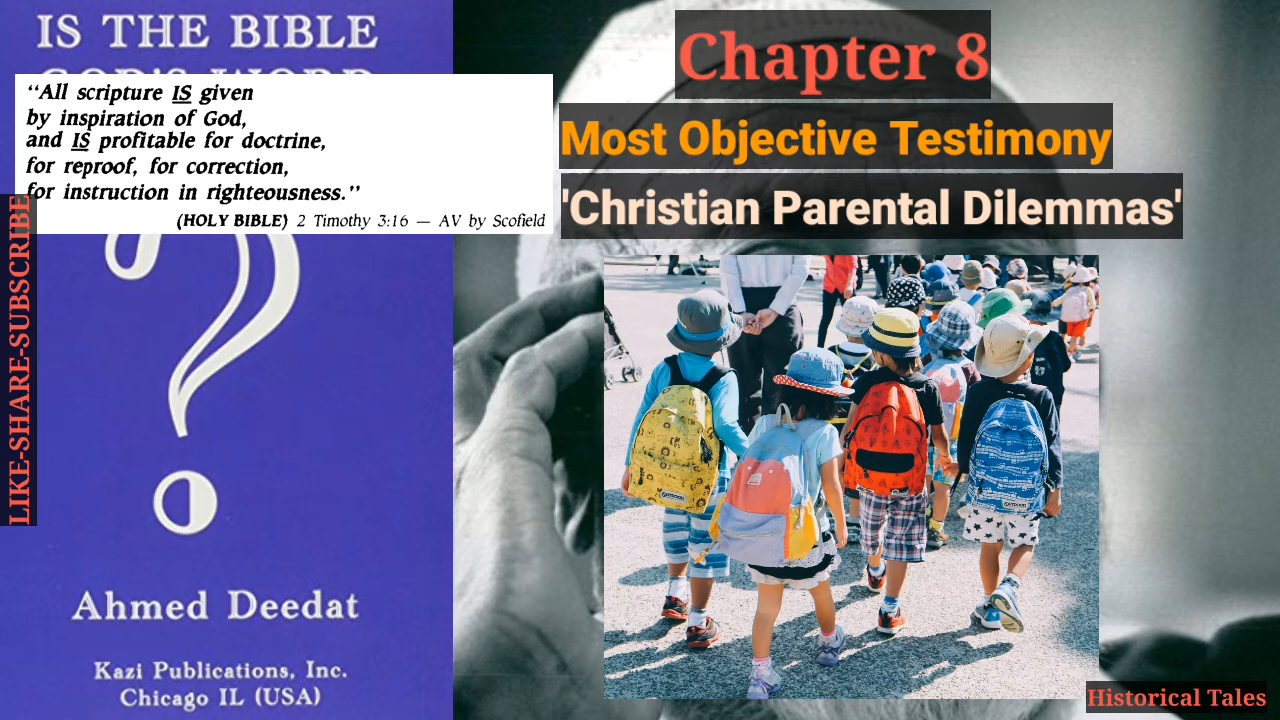 IS THE BIBLE
GOD'S WORD
"All scripture IS given
by inspiration of God,
and IS profitable for doctrine,
for reproof, for correction,
for instruction in righteousness."
(HOLY BIBLE) 2 Timothy 3:16 — AV by Scofield
?
Ahmed Deedat
Kazi Publications, Inc.
Chicago IL (USA)
LIKE-SHARE-SUBSCRIBE
Chapter 8
Most Objective Testimony
'Christian Parental Dilemmas'
Historical Tales